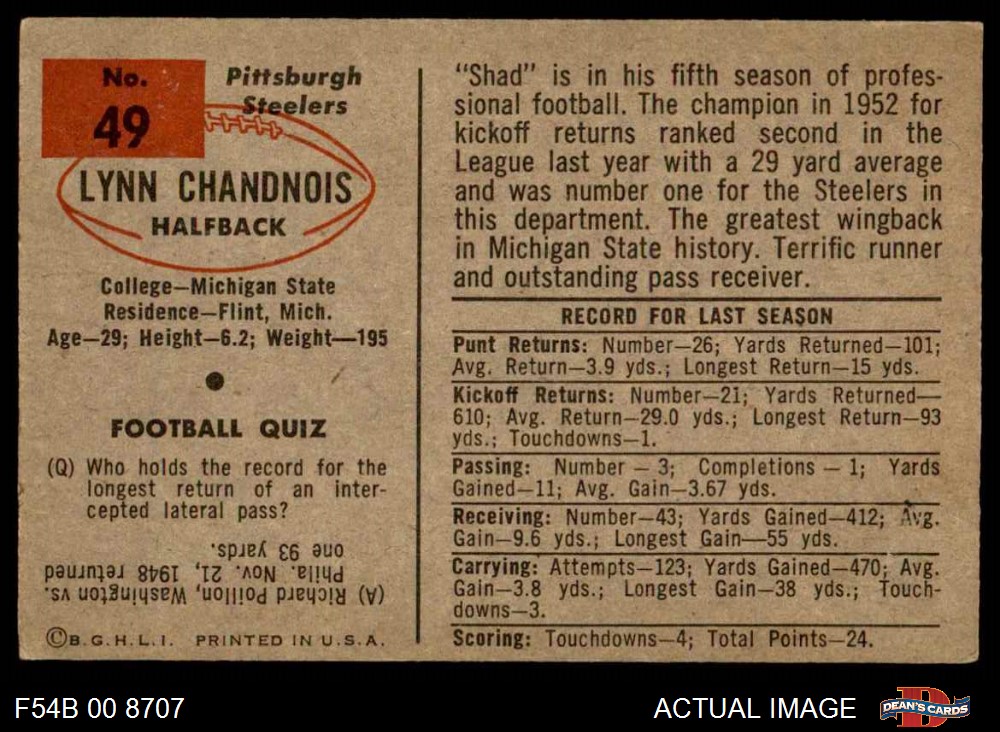 No.
49
Pittsburgh
Steelers
LYNN CHANDNOIS
HALFBACK
College—Michigan State
Residence—Flint, Mich.
Age—29; Height—6.2; Weight—195
FOOTBALL QUIZ
(Q) Who holds the record for the
longest return of an inter-
cepted lateral pass?
(A) Richard Poillon, Washington vs.
Phila. Nov. 21, 1948 returned
one 93 yards.
©B.G.H.L.I. PRINTED IN U.S.A.
"Shad" is in his fifth season of profes-
sional football. The champion in 1952 for
kickoff returns ranked second in the
League last year with a 29 yard average
and was number one for the Steelers in
this department. The greatest wingback
in Michigan State history. Terrific runner
and outstanding pass receiver.
RECORD FOR LAST SEASON
Punt Returns: Number—26; Yards Returned—101;
Avg. Return—3.9 yds.; Longest Return—15 yds.
Kickoff Returns: Number—21; Yards Returned—
610; Avg. Return—29.0 yds.; Longest Return—93
yds.; Touchdowns—1.
Passing: Number — 3; Completions — 1; Yards
Gained—11; Avg. Gain—3.67 yds.
Receiving: Number—43; Yards Gained—412; Avg.
Gain—9.6 yds.; Longest Gain—55 yds.
Carrying: Attempts—123; Yards Gained—470; Avg.
Gain—3.8 yds.; Longest Gain—38 yds.; Touch-
downs—3.
Scoring: Touchdowns—4; Total Points—24.
F54B 00 8707
ACTUAL IMAGE
D
DEAN'S CARDS